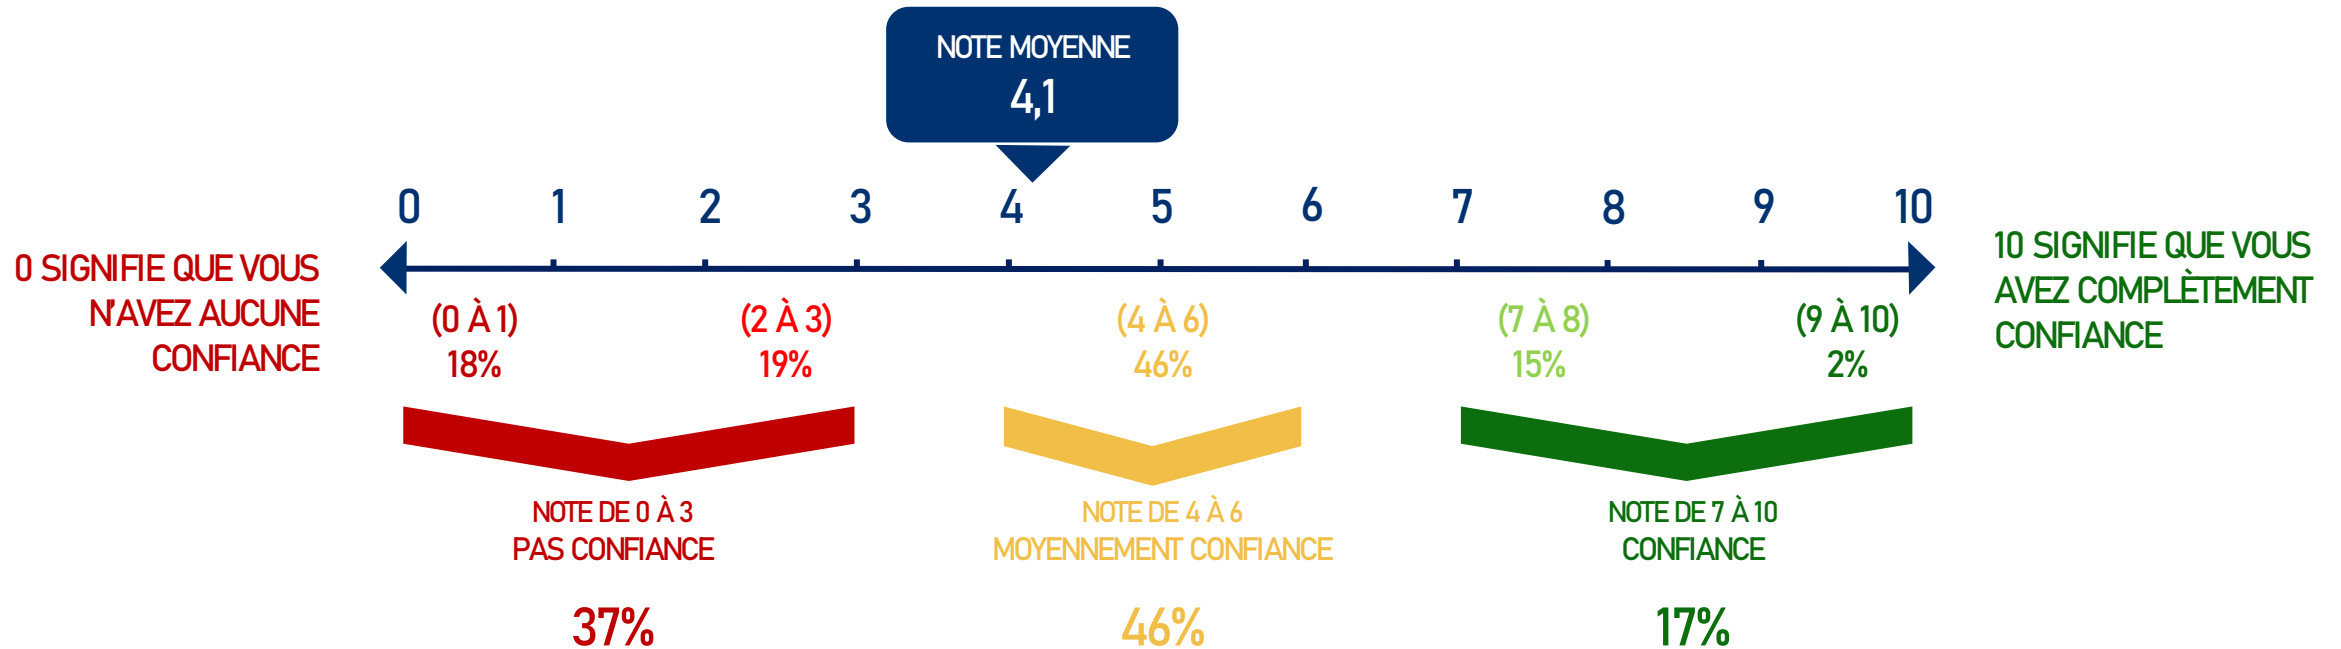 NOTE MOYENNE
4,1
0 1 2 3 4 5 6 7 8 9 10
0 SIGNIFIE QUE VOUS
N'AVEZ AUCUNE
CONFIANCE
10 SIGNIFIE QUE VOUS
AVEZ COMPLÈTEMENT
CONFIANCE
(0 À 1)
18%
(2 À 3)
19%
(4 À 6)
46%
(7 À 8)
15%
(9 À 10)
2%
NOTE DE 0 À 3
PAS CONFIANCE
37%
NOTE DE 4 À 6
MOYENNEMENT CONFIANCE
46%
NOTE DE 7 À 10
CONFIANCE
17%